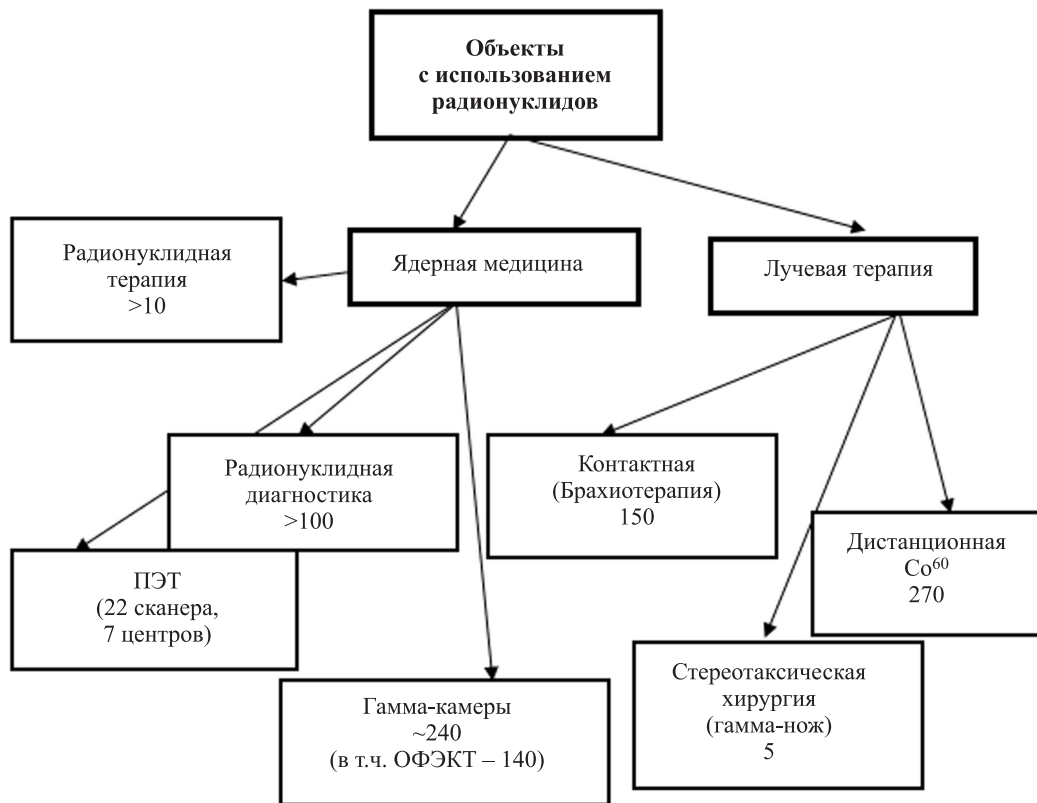 Объекты
с использованием
радионуклидов
Радионуклидная
терапия
>10
Ядерная медицина
Лучевая терапия
Радионуклидная
диагностика
>100
Контактная
(Брахиотерапия)
150
Дистанционная
Co⁶⁰
270
ПЭТ
(22 сканера,
7 центров)
Гамма-камеры
~240
(в т.ч. ОФЭКТ – 140)
Стереотаксическая
хирургия
(гамма-нож)
5